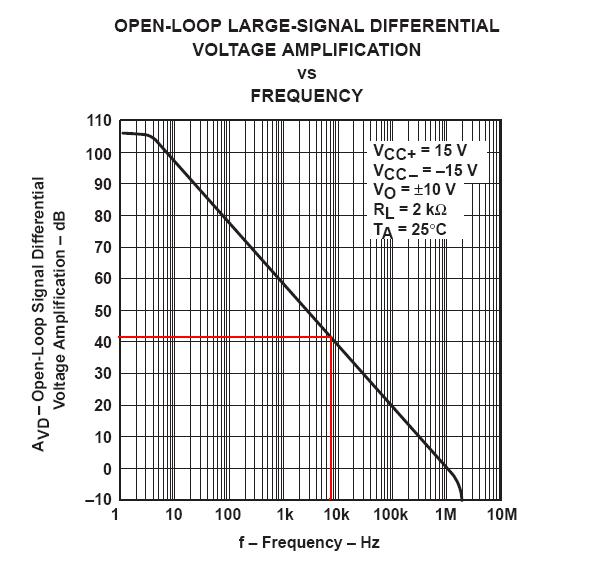 OPEN-LOOP LARGE-SIGNAL DIFFERENTIAL
VOLTAGE AMPLIFICATION
vs
FREQUENCY
AVD – Open-Loop Signal Differential
Voltage Amplification – dB
110
100
90
80
70
60
50
40
30
20
10
0
–10
VCC+ = 15 V
VCC– = –15 V
VO = ±10 V
RL = 2 kΩ
TA = 25°C
1
10
100
1k
10k
100k
1M
10M
f – Frequency – Hz